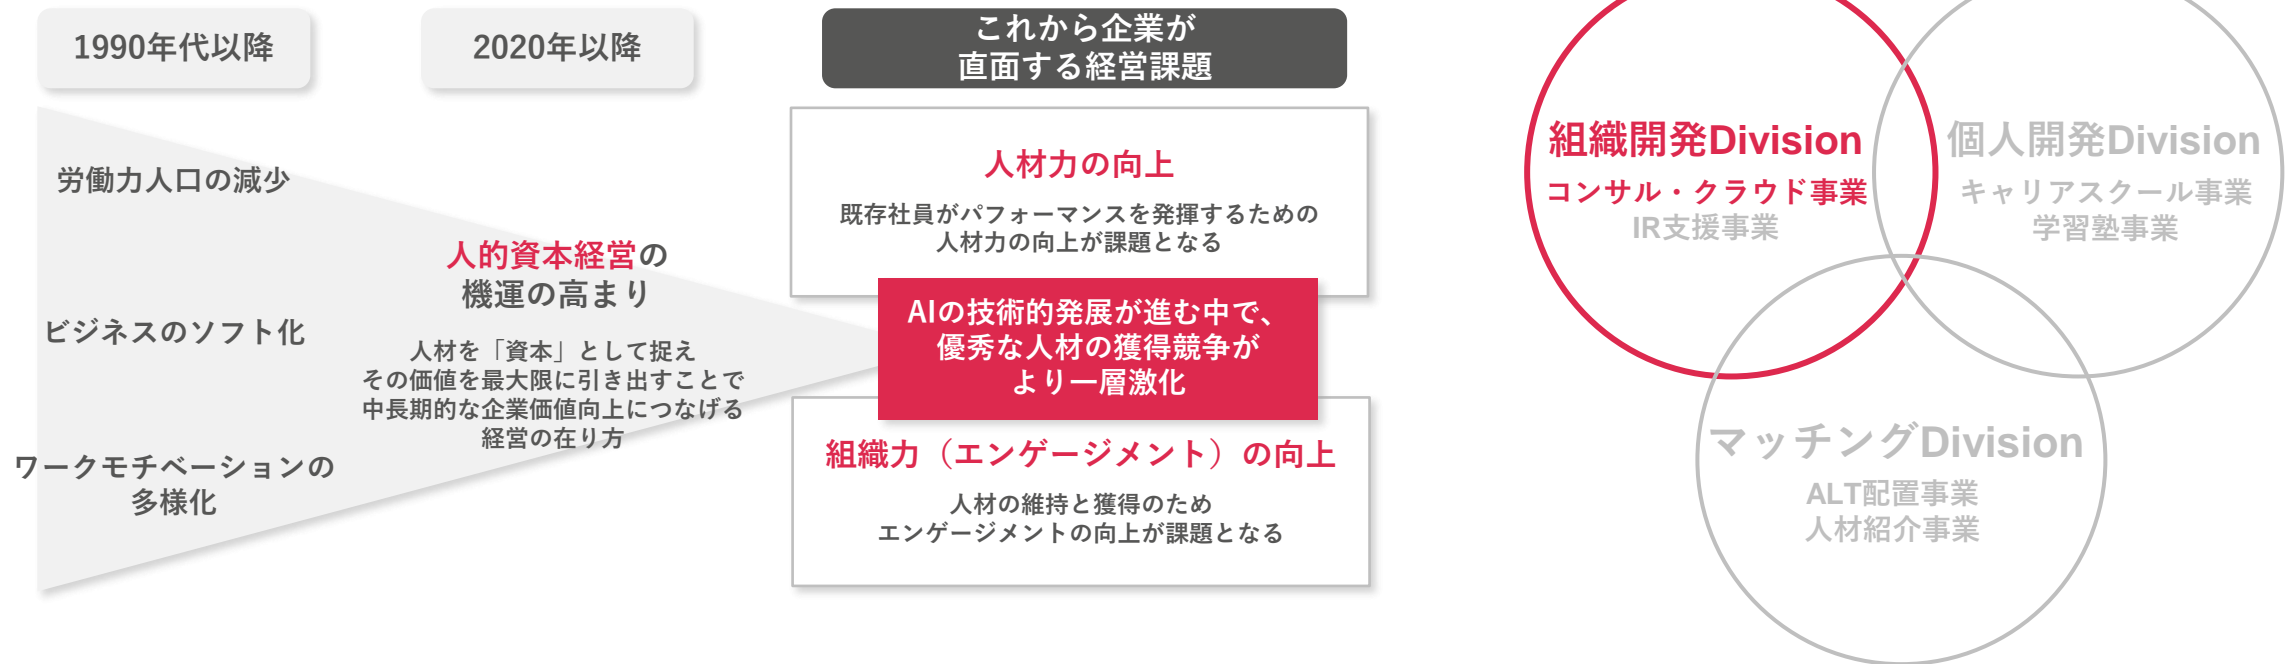 1990年代以降
労働力人口の減少
ビジネスのソフト化
ワークモチベーションの
多様化
2020年以降
人的資本経営の
機運の高まり
人材を「資本」として捉え
その価値を最大限に引き出すことで
中長期的な企業価値向上につなげる
経営の在り方
これから企業が
直面する経営課題
人材力の向上
既存社員がパフォーマンスを発揮するための
人材力の向上が課題となる
AIの技術的発展が進む中で、
優秀な人材の獲得競争が
より一層激化
組織力（エンゲージメント）の向上
人材の維持と獲得のため
エンゲージメントの向上が課題となる
組織開発Division
コンサル・クラウド事業
IR支援事業
個人開発Division
キャリアスクール事業
学習塾事業
マッチングDivision
ALT配置事業
人材紹介事業